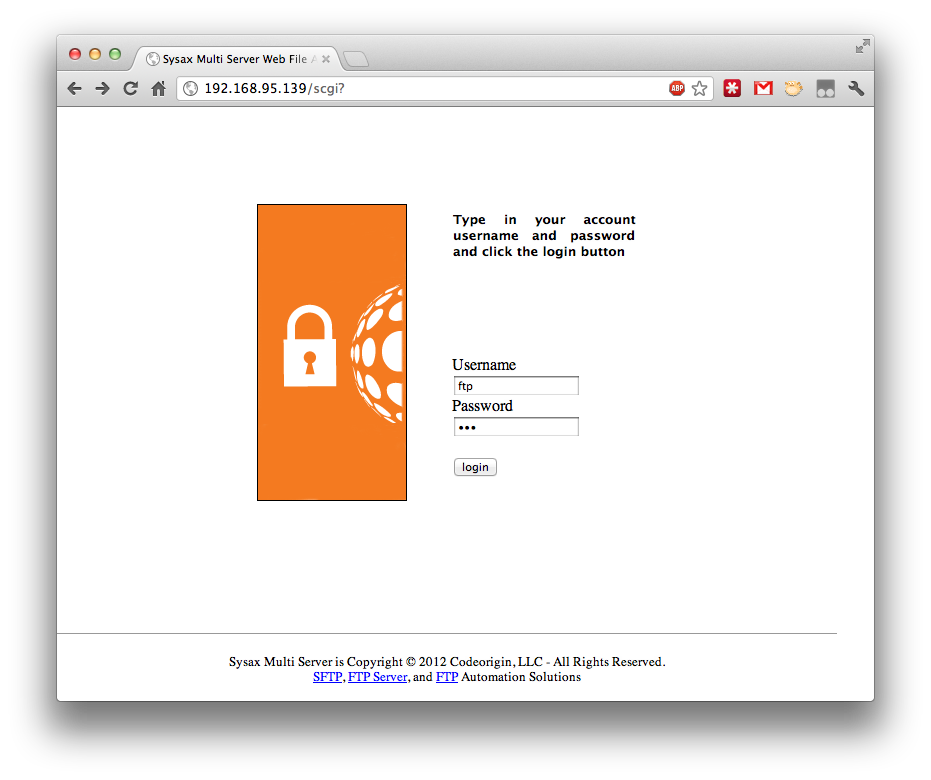 Sysax Multi Server Web File A
192.168.95.139/scgi?
ABP
Type in your account
username and password
and click the login button
Username
ftp
Password
•••
login
Sysax Multi Server is Copyright © 2012 Codeorigin, LLC - All Rights Reserved.
SFTP, FTP Server, and FTP Automation Solutions